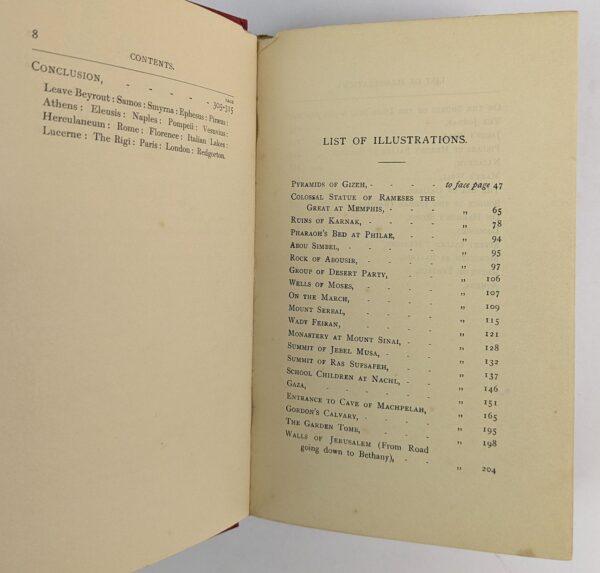 8
CONTENTS.
PAGE
CONCLUSION, - - - - - 309-315
Leave Beyrout: Samos: Smyrna: Ephesus: Piræus:
Athens: Eleusis: Naples: Pompeii: Vesuvius:
Herculaneum: Rome: Florence: Italian Lakes:
Lucerne: The Rigi: Paris: London: Redgorton.
LIST OF ILLUSTRATIONS.
PYRAMIDS OF GIZEH, - - - - to face page 47
COLOSSAL STATUE OF RAMESES THE
GREAT AT MEMPHIS, - - - „ 65
RUINS OF KARNAK, - - - - „ 78
PHARAOH'S BED AT PHILAE, - - - „ 94
ABOU SIMBEL, - - - - „ 95
ROCK OF ABOUSIR, - - - - „ 97
GROUP OF DESERT PARTY, - - - „ 106
WELLS OF MOSES, - - - - „ 107
ON THE MARCH, - - - - „ 109
MOUNT SERBAL, - - - - „ 115
WADY FEIRAN, - - - - „ 121
MONASTERY AT MOUNT SINAI, - - „ 128
SUMMIT OF JEBEL MUSA, - - - „ 132
SUMMIT OF RAS SUFSAFEH, - - - „ 137
SCHOOL CHILDREN AT NACHL, - - „ 146
GAZA, - - - - - „ 151
ENTRANCE TO CAVE OF MACHPELAH, - „ 165
GORDON'S CALVARY, - - - - „ 195
THE GARDEN TOMB, - - - - „ 198
WALLS OF JERUSALEM (From Road
going down to Bethany), - - „ 204